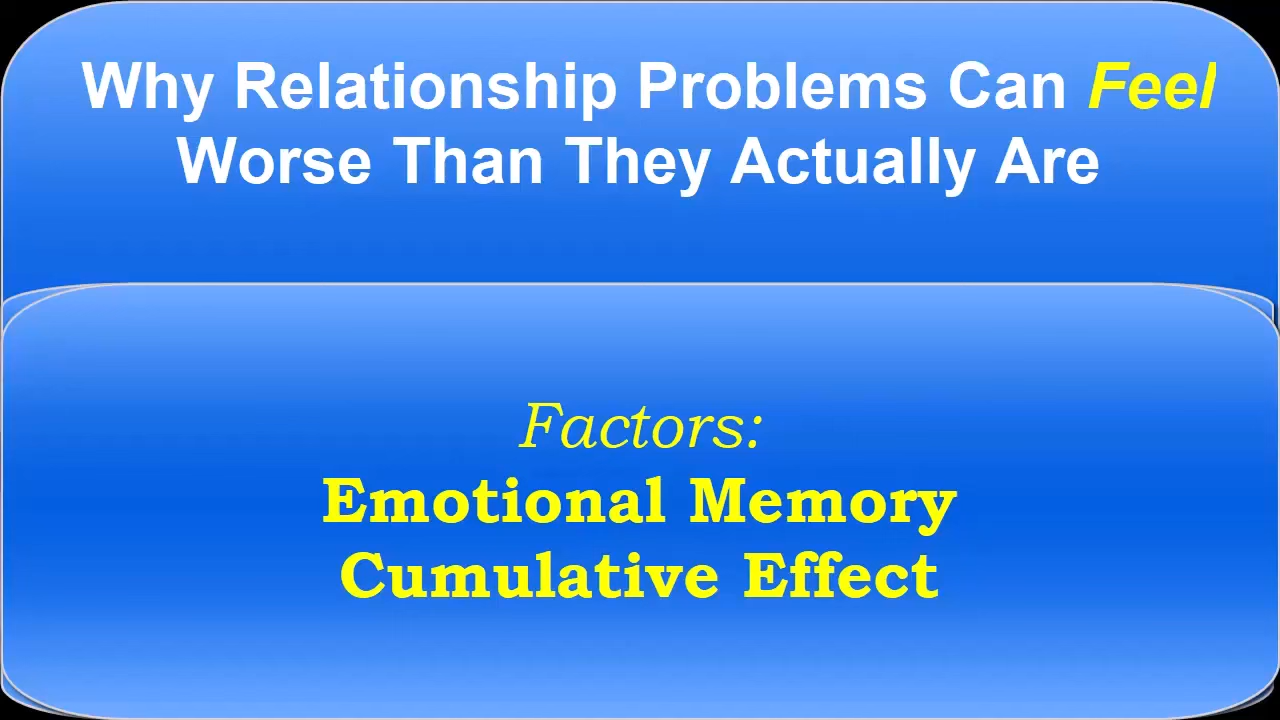 Why Relationship Problems Can Feel
Worse Than They Actually Are
Factors:
Emotional Memory
Cumulative Effect